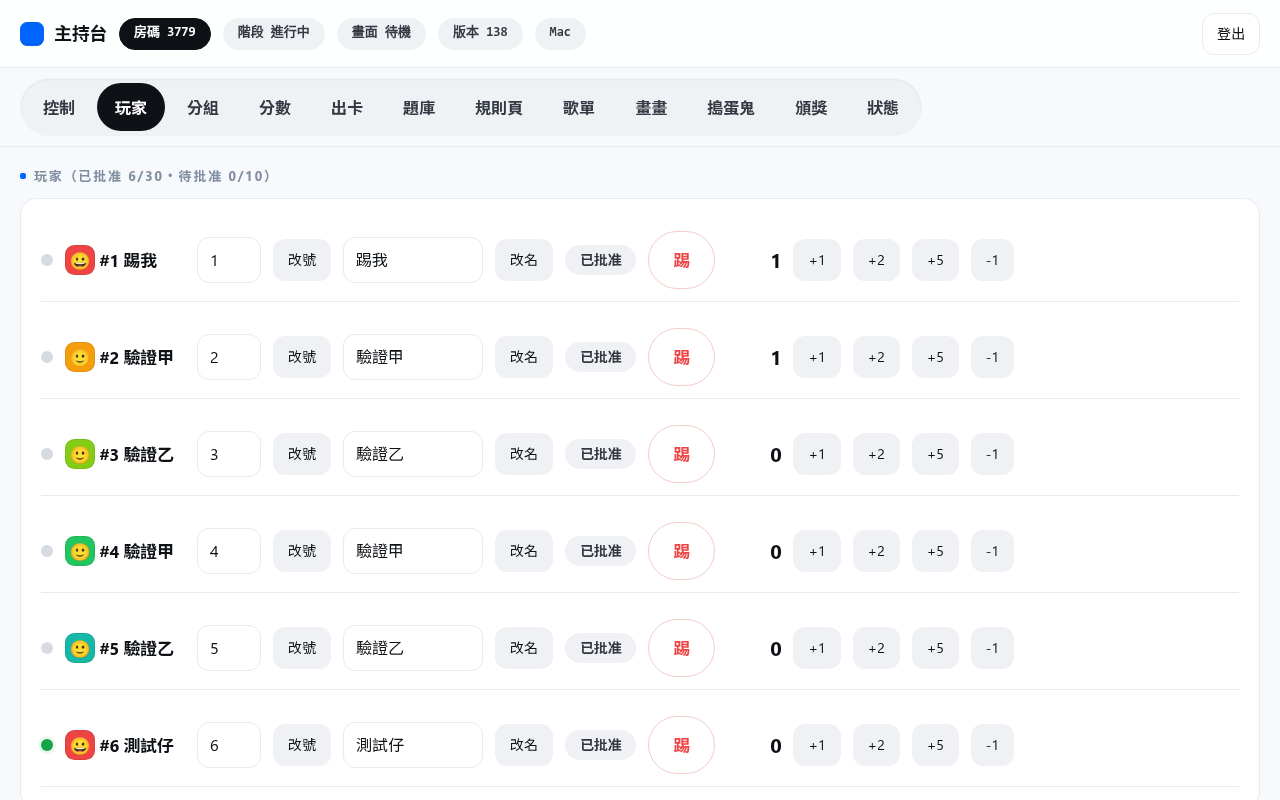 主持台 房碼 3779 階段 進行中 畫面 待機 版本 138 Mac 登出
控制 玩家 分組 分數 出卡 題庫 規則頁 歌單 畫畫 搗蛋鬼 頒獎 狀態
玩家（已批准 6/30・待批准 0/10）
#1 踢我 1 改號 踢我 改名 已批准 踢 1 +1 +2 +5 -1
#2 驗證甲 2 改號 驗證甲 改名 已批准 踢 1 +1 +2 +5 -1
#3 驗證乙 3 改號 驗證乙 改名 已批准 踢 0 +1 +2 +5 -1
#4 驗證甲 4 改號 驗證甲 改名 已批准 踢 0 +1 +2 +5 -1
#5 驗證乙 5 改號 驗證乙 改名 已批准 踢 0 +1 +2 +5 -1
#6 測試仔 6 改號 測試仔 改名 已批准 踢 0 +1 +2 +5 -1